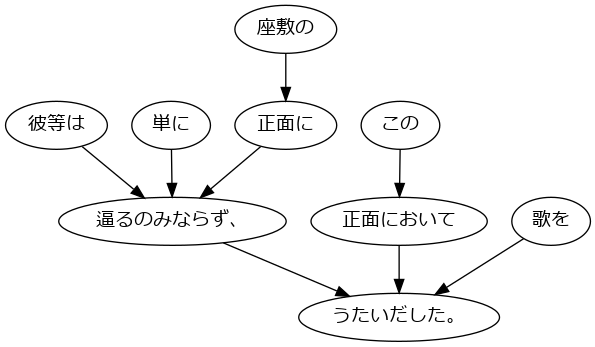 座敷の
彼等は
単に
正面に
この
逼るのみならず、
正面において
歌を
うたいだした。